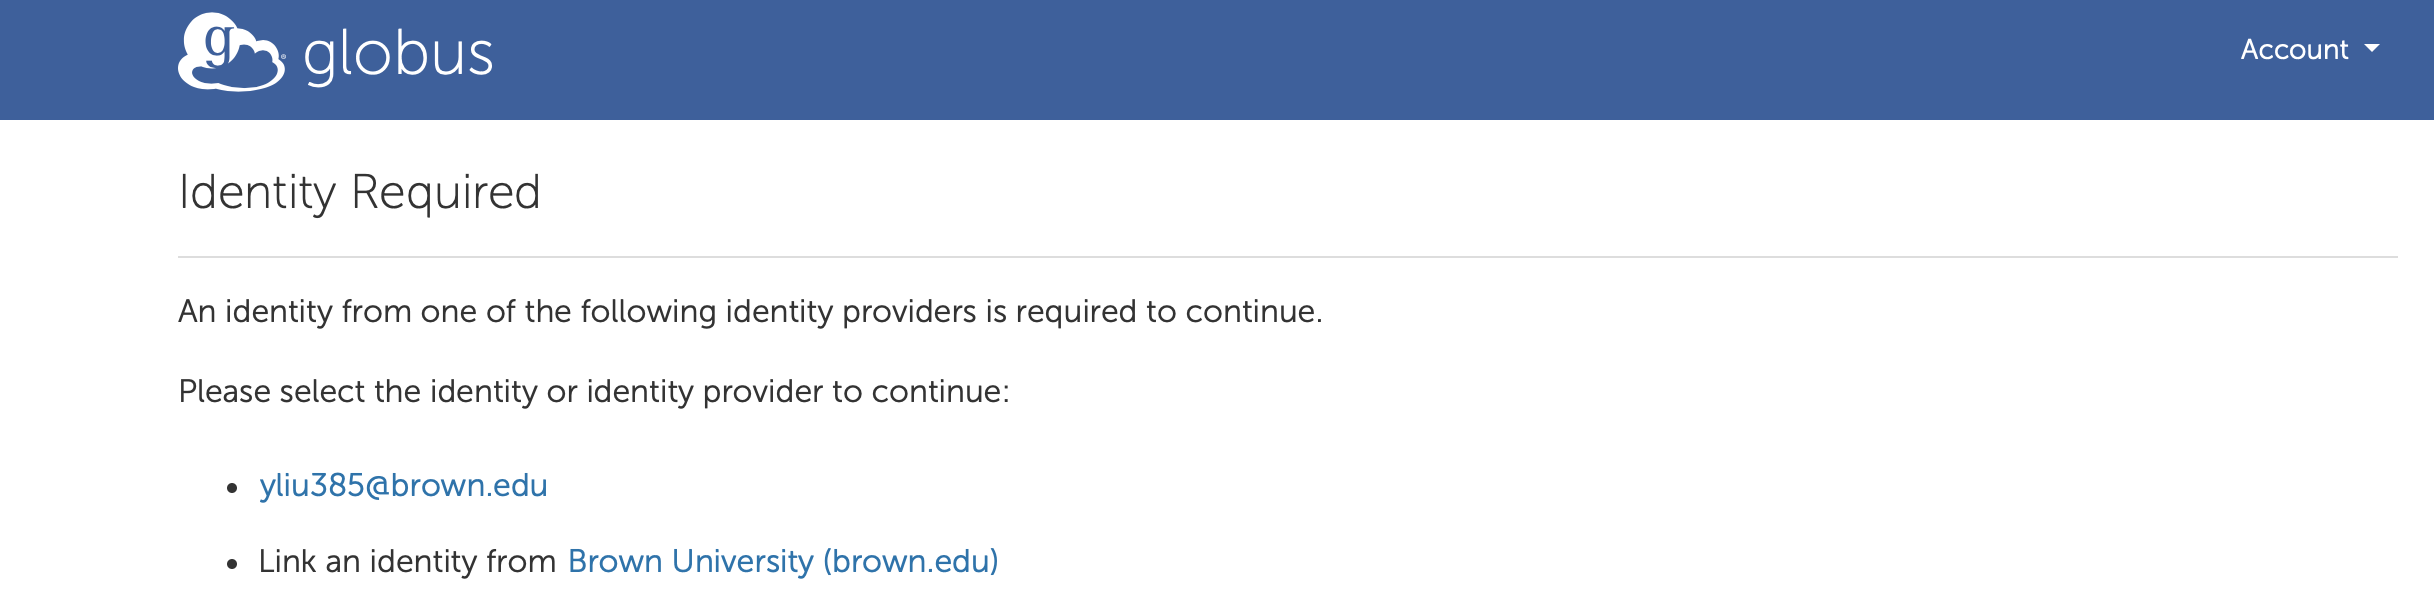 globus
Account
Identity Required
An identity from one of the following identity providers is required to continue.
Please select the identity or identity provider to continue:
• yliu385@brown.edu
• Link an identity from Brown University (brown.edu)